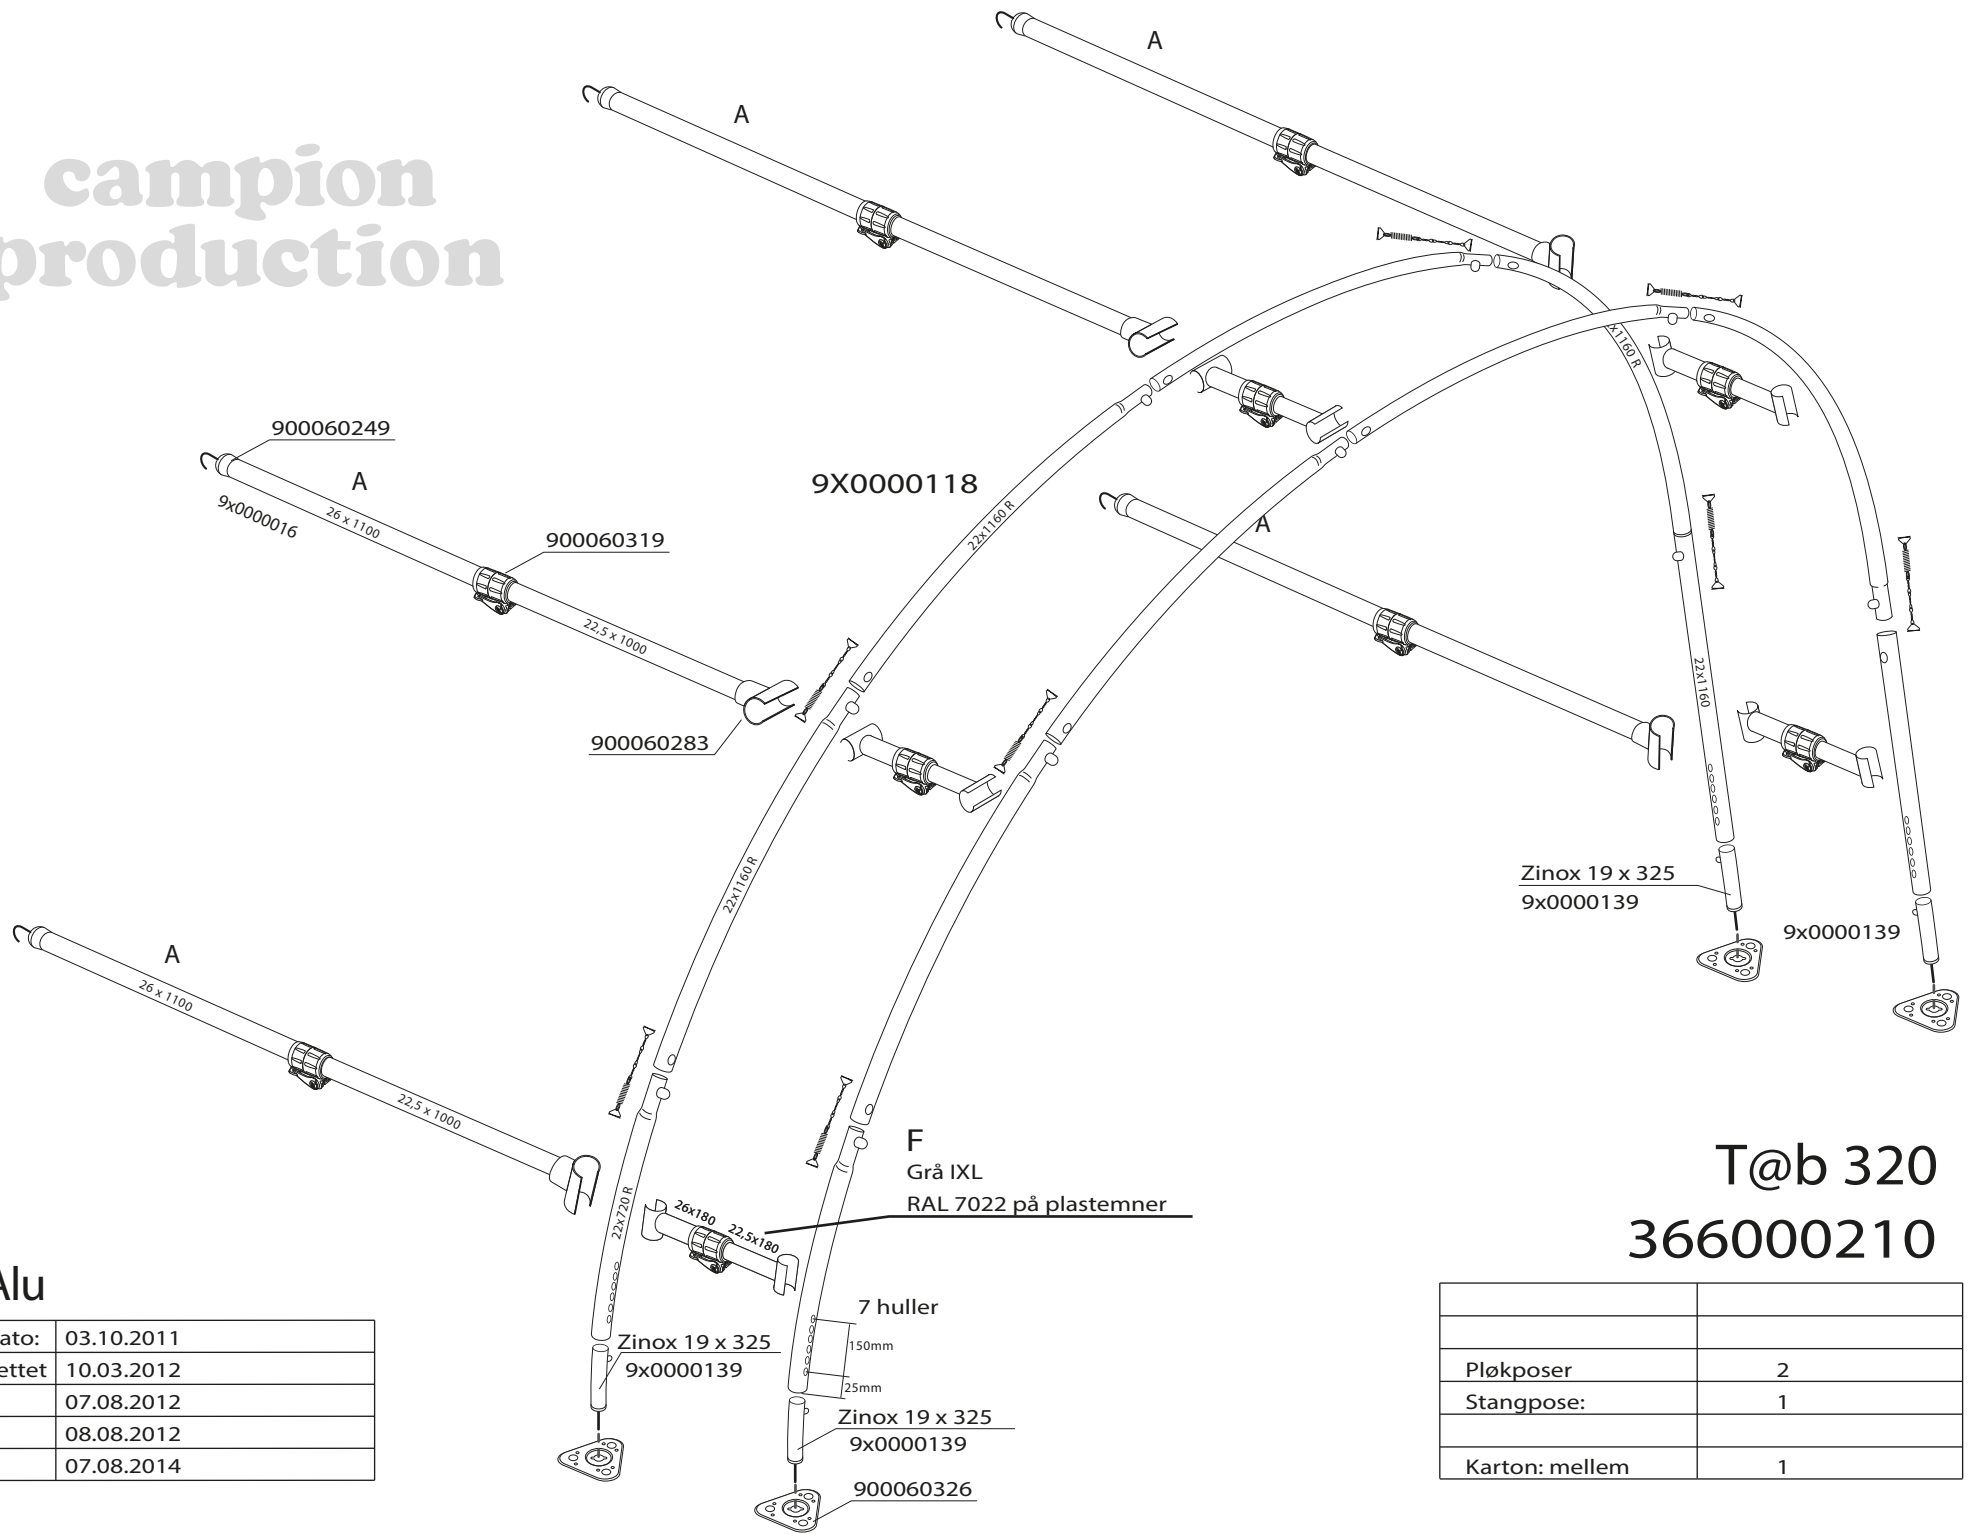 campion
production
A
A
900060249
A
9x0000016
26 x 1100
900060319
22,5 x 1000
900060283
9X0000118
22x1160 R
x1160 R
A
22x1160
22x1160 R
Zinox 19 x 325
9x0000139
9x0000139
A
26 x 1100
22,5 x 1000
F
Grå IXL
RAL 7022 på plastemner
22x720 R
26x180
22,5x180
7 huller
150mm
25mm
Zinox 19 x 325
9x0000139
Zinox 19 x 325
9x0000139
900060326
T@b 320
366000210
Alu
ato: 03.10.2011
ettet 10.03.2012
07.08.2012
08.08.2012
07.08.2014
Pløkposer 2
Stangpose: 1
Karton: mellem 1